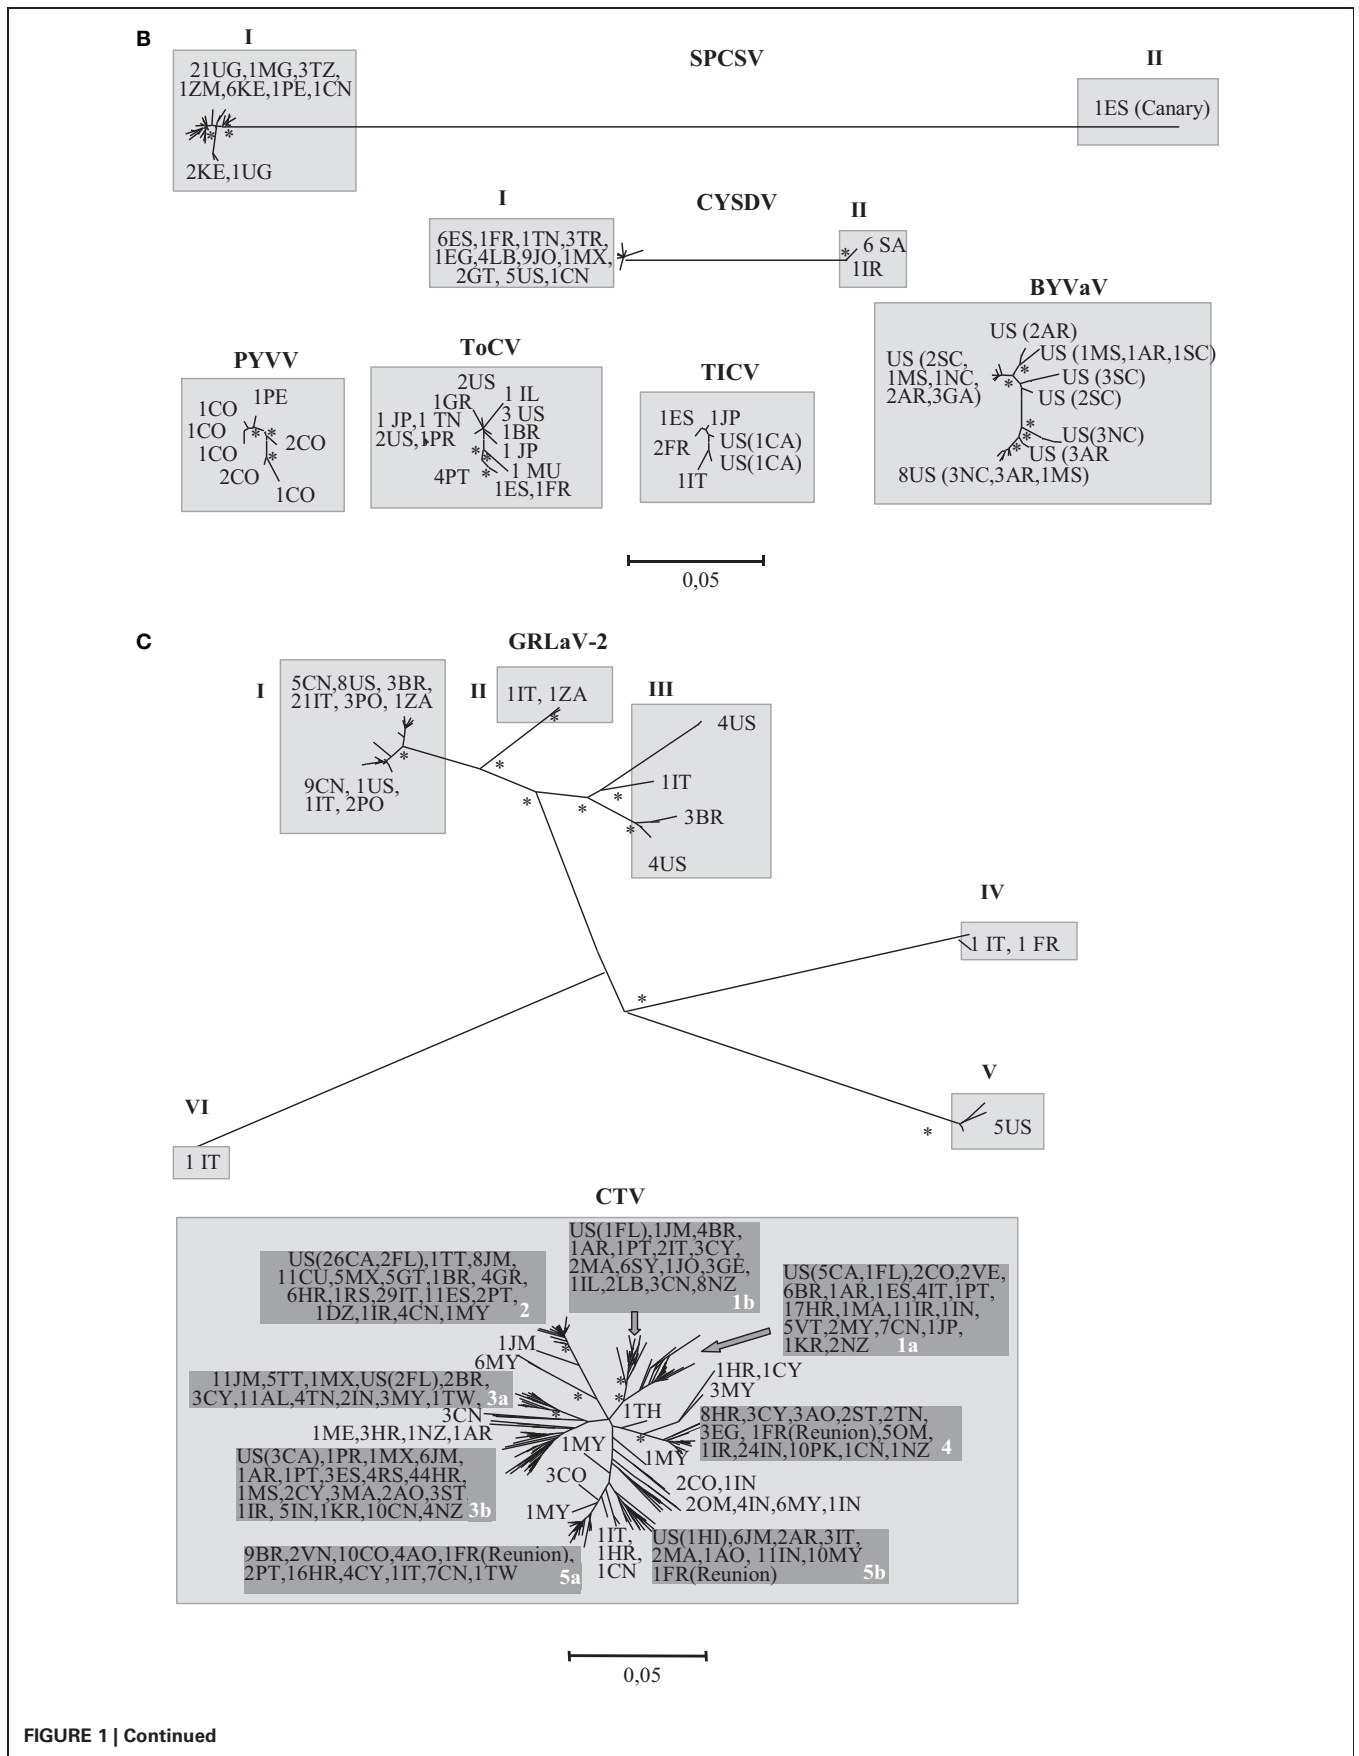 B
I
SPCSV
II
21UG,1MG,3TZ,
1ZM,6KE,1PE,1CN
1ES (Canary)
* *
2KE,1UG
I
CYSDV
II
6ES,1FR,1TN,3TR,
1EG,4LB,9JO,1MX,
2GT, 5US,1CN
* 6 SA
1IR
BYVaV
US (2AR)
US (1MS,1AR,1SC)
US (2SC,
1MS,1NC,
2AR,3GA)
US (3SC)
US (2SC)
US(3NC)
US (3AR
8US (3NC,3AR,1MS)
PYVV
1PE
1CO
1CO
1CO
2CO
2CO
1CO
ToCV
2US
1GR
1 IL
3 US
1 JP,1 TN
2US,1PR
1BR
1 JP
1 MU
4PT
1ES,1FR
TICV
1ES
1JP
2FR
US(1CA)
US(1CA)
1IT
0,05
C
GRLaV-2
I
5CN,8US, 3BR,
21IT, 3PO, 1ZA
9CN, 1US,
1IT, 2PO
II
1IT, 1ZA
III
4US
1IT
3BR
4US
IV
1 IT, 1 FR
V
5US
VI
1 IT
CTV
US(1FL),1JM,4BR,
1AR,1PT,2IT,3CY,
2MA,6SY,1JO,3GE,
1IL,2LB,3CN,8NZ
1b
US(26CA,2FL),1TT,8JM,
11CU,5MX,5GT,1BR, 4GR,
6HR,1RS,29IT,11ES,2PT,
1DZ,1IR,4CN,1MY 2
US(5CA,1FL),2CO,2VE,
6BR,1AR,1ES,4IT,1PT,
17HR,1MA,11IR,1IN,
5VT,2MY,7CN,1JP,
1KR,2NZ 1a
1JM
6MY
1HR,1CY
3MY
11JM,5TT,1MX,US(2FL),2BR,
3CY,11AL,4TN,2IN,3MY,1TW, 3a
3CN
1ME,3HR,1NZ,1AR
1TH
8HR,3CY,3AO,2ST,2TN,
3EG, 1FR(Reunion),5OM,
1IR,24IN,10PK,1CN,1NZ 4
1MY
1MY
US(3CA),1PR,1MX,6JM,
1AR,1PT,3ES,4RS,44HR,
1MS,2CY,3MA,2AO,3ST
1IR, 5IN,1KR,10CN,4NZ 3b
3CO
2CO,1IN
2OM,4IN,6MY,1IN
1MY
1IT,
1HR,
1CN
US(1HI),6JM,2AR,3IT,
2MA,1AO, 11IN,10MY
1FR(Reunion) 5b
9BR,2VN,10CO,4AO,1FR(Reunion),
2PT,16HR,4CY,1IT,7CN,1TW 5a
0,05
FIGURE 1 | Continued